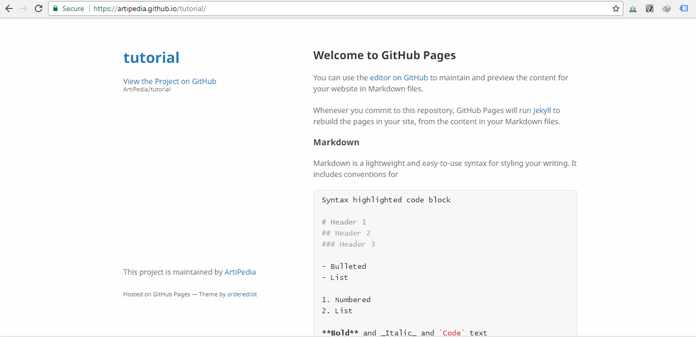 Secure https://artipedia.github.io/tutorial/
tutorial
View the Project on GitHub
ArtiPedia/tutorial
This project is maintained by ArtiPedia
Hosted on GitHub Pages — Theme by orderedlist
Welcome to GitHub Pages
You can use the editor on GitHub to maintain and preview the content for
your website in Markdown files.
Whenever you commit to this repository, GitHub Pages will run Jekyll to
rebuild the pages in your site, from the content in your Markdown files.
Markdown
Markdown is a lightweight and easy-to-use syntax for styling your writing. It
includes conventions for
Syntax highlighted code block
# Header 1
## Header 2
### Header 3
- Bulleted
- List
1. Numbered
2. List
**Bold** and _Italic_ and `Code` text